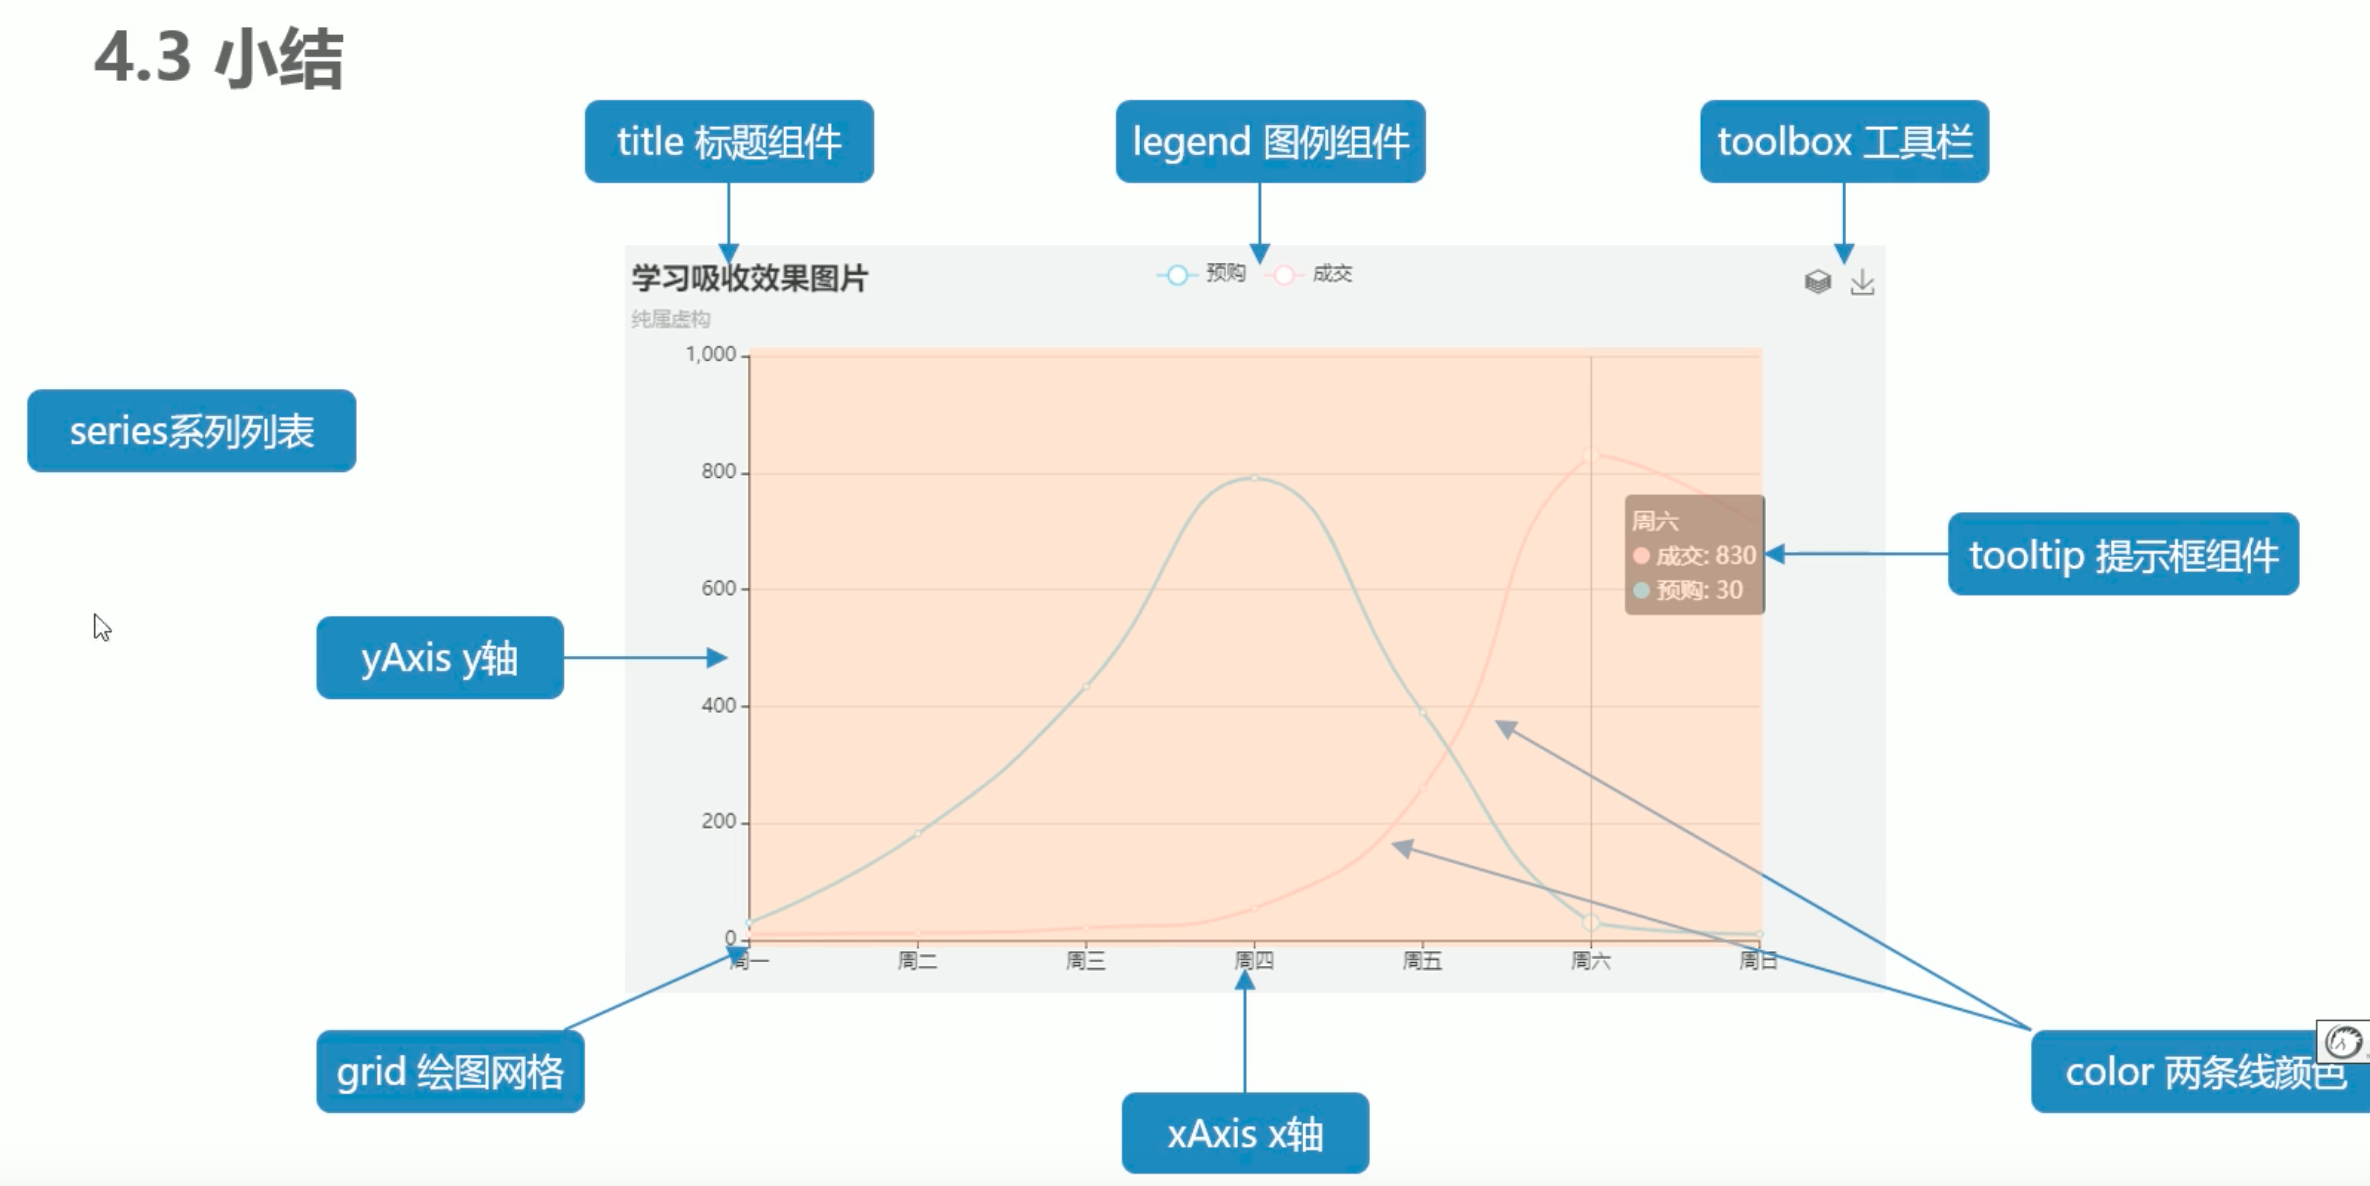 4.3 小结
title 标题组件
legend 图例组件
toolbox 工具栏
学习吸收效果图片
预购
成交
纯属虚构
1,000
series系列列表
800
周六
成交: 830
预购: 30
tooltip 提示框组件
600
yAxis y轴
400
200
0
周一
周二
周三
周四
周五
周六
周日
grid 绘图网格
color 两条线颜色
xAxis x轴